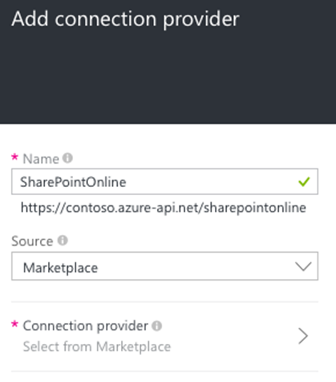 Add connection provider
* Name
SharePointOnline
https://contoso.azure-api.net/sharepointonline
Source
Marketplace
* Connection provider
Select from Marketplace